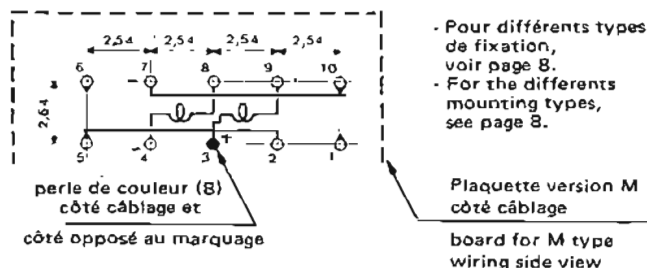 2,54 2,54 2,54 2,54
6 7 8 9 10
2,54
5 4 3 2 1
- +
perle de couleur (8)
côté câblage et
côté opposé au marquage
- Pour différents types
de fixation,
voir page 8.
- For the differents
mounting types,
see page 8.
Plaquette version M
côté câblage
board for M type
wiring side view